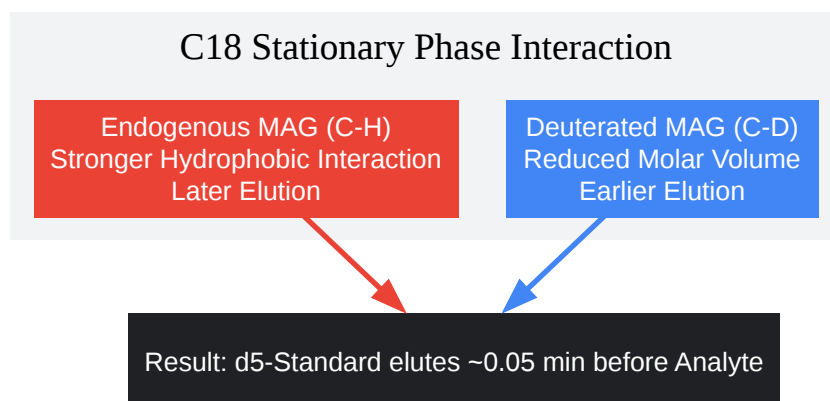 C18 Stationary Phase Interaction
Endogenous MAG (C-H)
Stronger Hydrophobic Interaction
Later Elution
Deuterated MAG (C-D)
Reduced Molar Volume
Earlier Elution
Result: d5-Standard elutes ~0.05 min before Analyte